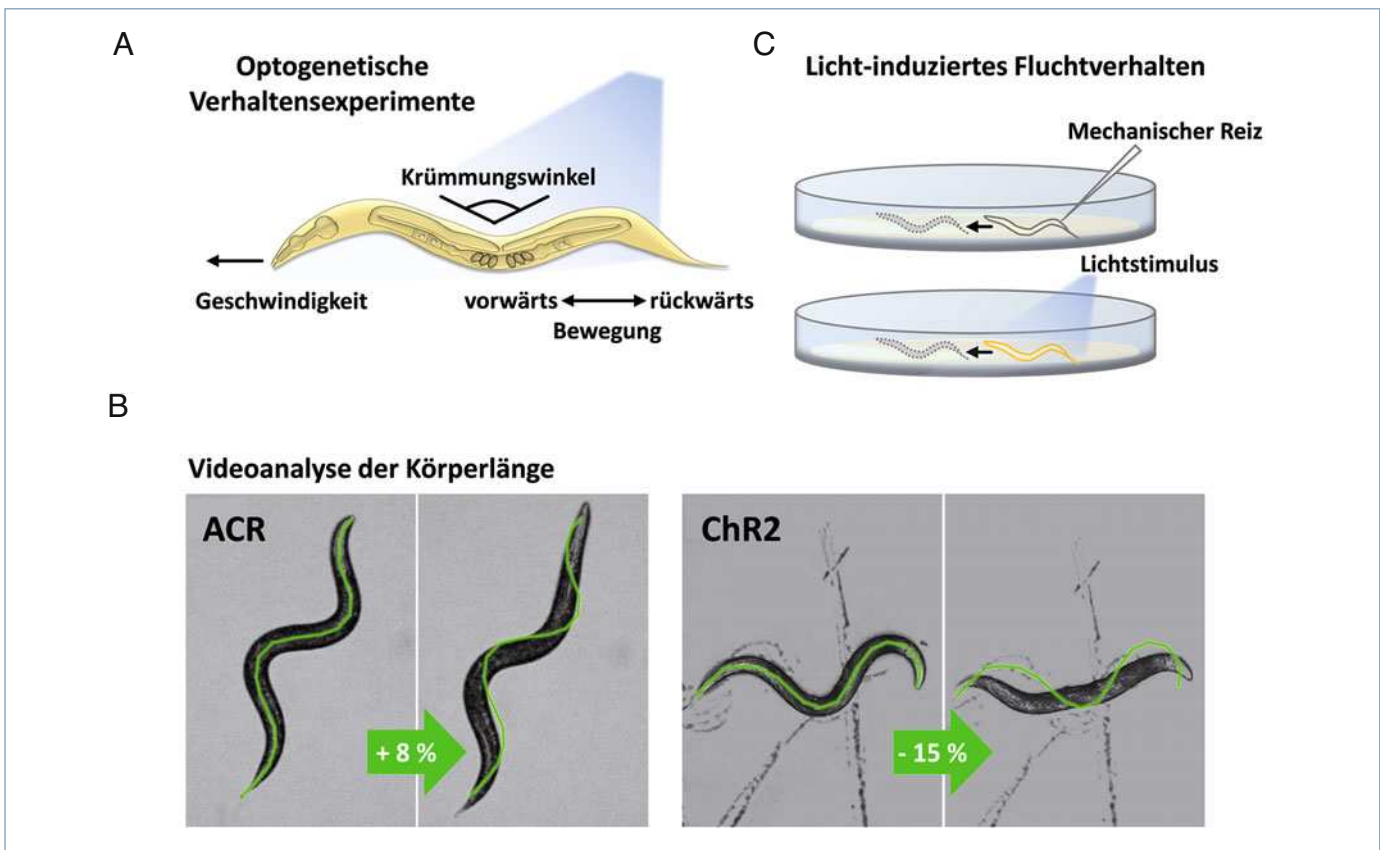 A
Optogenetische
Verhaltensexperimente
Krümmungswinkel
Geschwindigkeit
vorwärts
rückwärts
Bewegung
C
Licht-induziertes Fluchtverhalten
Mechanischer Reiz
Lichtstimulus
B
Videoanalyse der Körperlänge
ACR
+ 8 %
ChR2
- 15 %